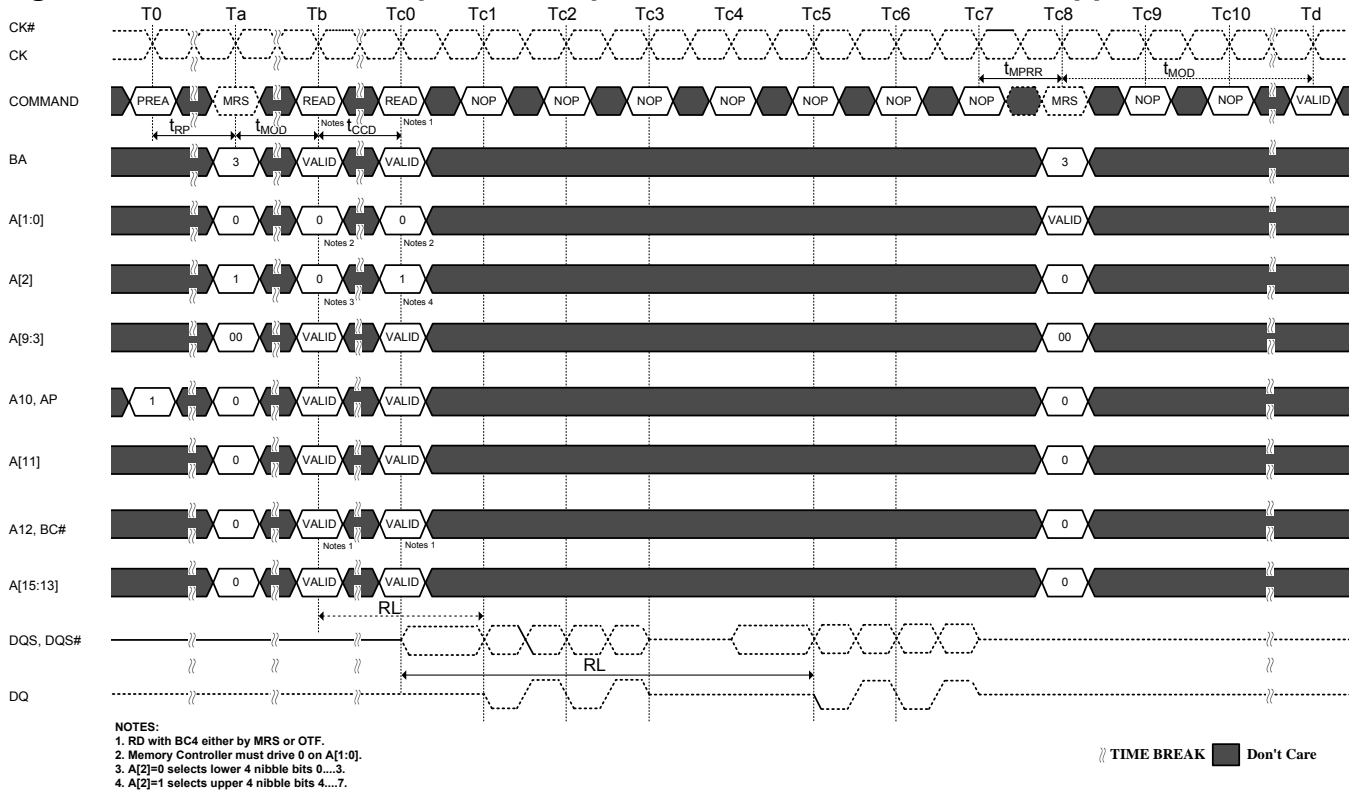 T0 Ta Tb Tc0 Tc1 Tc2 Tc3 Tc4 Tc5 Tc6 Tc7 Tc8 Tc9 Tc10 Td
CK#
CK
tMPRR tMOD
COMMAND PREA MRS READ READ NOP NOP NOP NOP NOP NOP NOP MRS NOP NOP VALID
Notes 1 Notes 1
tRP tMOD tCCD
BA 3 VALID VALID 3
A[1:0] 0 0 0 VALID
Notes 2 Notes 2
A[2] 1 0 1 0
Notes 3 Notes 4
A[9:3] 00 VALID VALID 00
A10, AP 1 0 VALID VALID 0
A[11] 0 VALID VALID 0
A12, BC# 0 VALID VALID 0
Notes 1 Notes 1
A[15:13] 0 VALID VALID 0
RL
DQS, DQS#
RL
DQ
NOTES:
1. RD with BC4 either by MRS or OTF.
2. Memory Controller must drive 0 on A[1:0].
3. A[2]=0 selects lower 4 nibble bits 0....3.
4. A[2]=1 selects upper 4 nibble bits 4....7.
TIME BREAK Don't Care